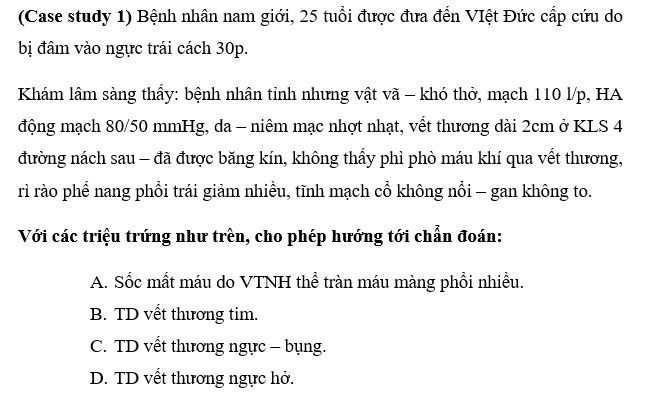 (Case study 1) Bệnh nhân nam giới, 25 tuổi được đưa đến VIệt Đức cấp cứu do
bị đâm vào ngực trái cách 30p.
Khám lâm sàng thấy: bệnh nhân tỉnh nhưng vật vã – khó thở, mạch 110 l/p, HA
động mạch 80/50 mmHg, da – niêm mạc nhợt nhạt, vết thương dài 2cm ở KLS 4
đường nách sau – đã được băng kín, không thấy phì phò máu khí qua vết thương,
rì rào phế nang phổi trái giảm nhiều, tĩnh mạch cổ không nổi – gan không to.
Với các triệu trứng như trên, cho phép hướng tới chẩn đoán:
A. Sốc mất máu do VTNH thể tràn máu màng phổi nhiều.
B. TD vết thương tim.
C. TD vết thương ngực – bụng.
D. TD vết thương ngực hở.